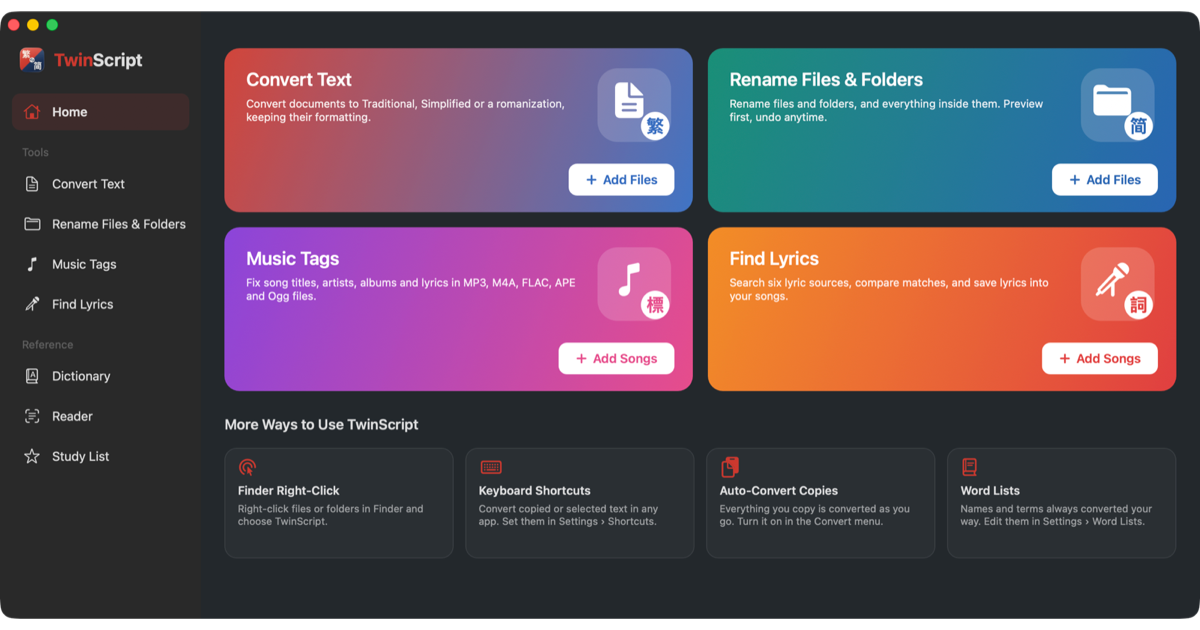 繁
简
TwinScript
Home
Tools
Convert Text
Rename Files & Folders
Music Tags
Find Lyrics
Reference
Dictionary
Reader
Study List
Convert Text
Convert documents to Traditional, Simplified or a romanization,
keeping their formatting.
繁
+ Add Files
Rename Files & Folders
Rename files and folders, and everything inside them. Preview
first, undo anytime.
简
+ Add Files
Music Tags
Fix song titles, artists, albums and lyrics in MP3, M4A, FLAC, APE
and Ogg files.
標
+ Add Songs
Find Lyrics
Search six lyric sources, compare matches, and save lyrics into
your songs.
詞
+ Add Songs
More Ways to Use TwinScript
Finder Right-Click
Right-click files or folders in Finder and
choose TwinScript.
Keyboard Shortcuts
Convert copied or selected text in any
app. Set them in Settings › Shortcuts.
Auto-Convert Copies
Everything you copy is converted as you
go. Turn it on in the Convert menu.
Word Lists
Names and terms always converted your
way. Edit them in Settings › Word Lists.